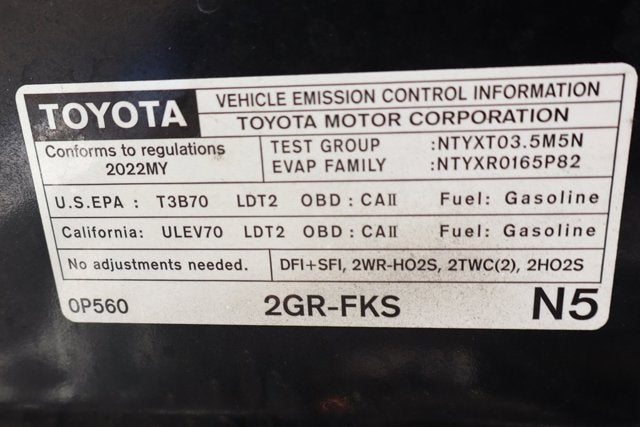 TOYOTA
VEHICLE EMISSION CONTROL INFORMATION
TOYOTA MOTOR CORPORATION
Conforms to regulations
2022MY
TEST GROUP :NTYXT03.5M5N
EVAP FAMILY :NTYXR0165P82
U.S.EPA : T3B70 LDT2 OBD : CAII Fuel: Gasoline
California: ULEV70 LDT2 OBD : CAII Fuel: Gasoline
No adjustments needed. DFI+SFI, 2WR-HO2S, 2TWC(2), 2HO2S
0P560 2GR-FKS N5